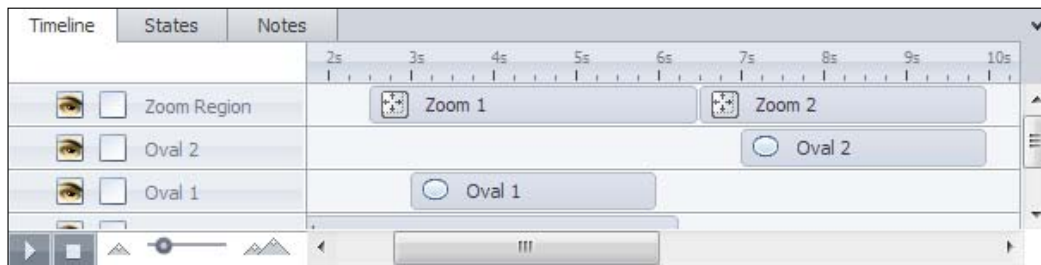 Timeline States Notes
2s 3s 4s 5s 6s 7s 8s 9s 10s
Zoom Region Zoom 1 Zoom 2
Oval 2 Oval 2
Oval 1 Oval 1